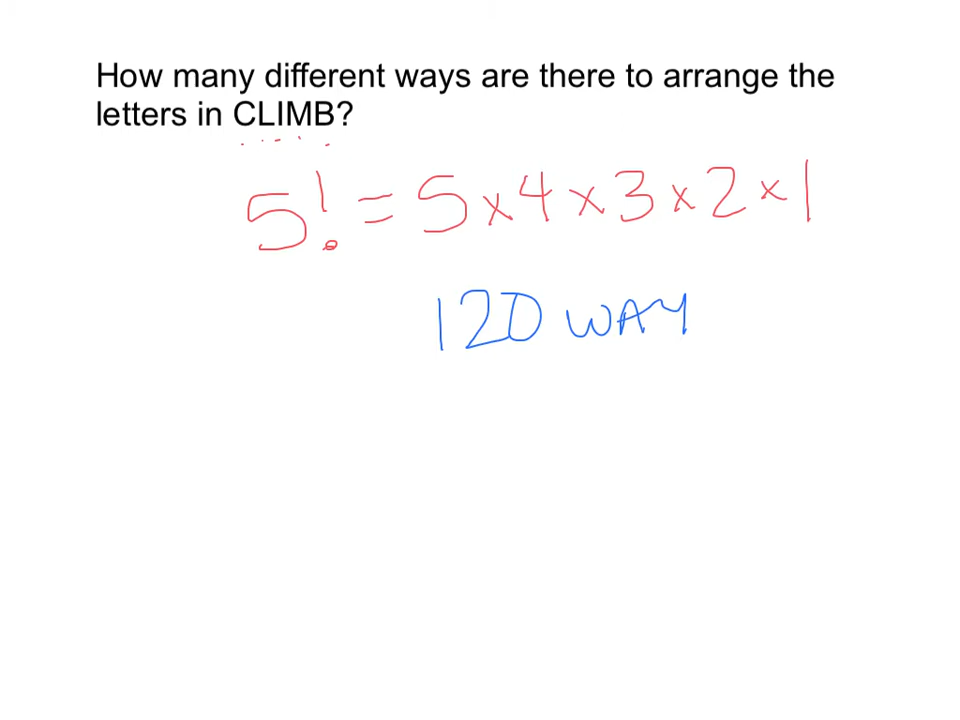 How many different ways are there to arrange the
letters in CLIMB?
5! = 5 x 4 x 3 x 2 x 1
120 WAY